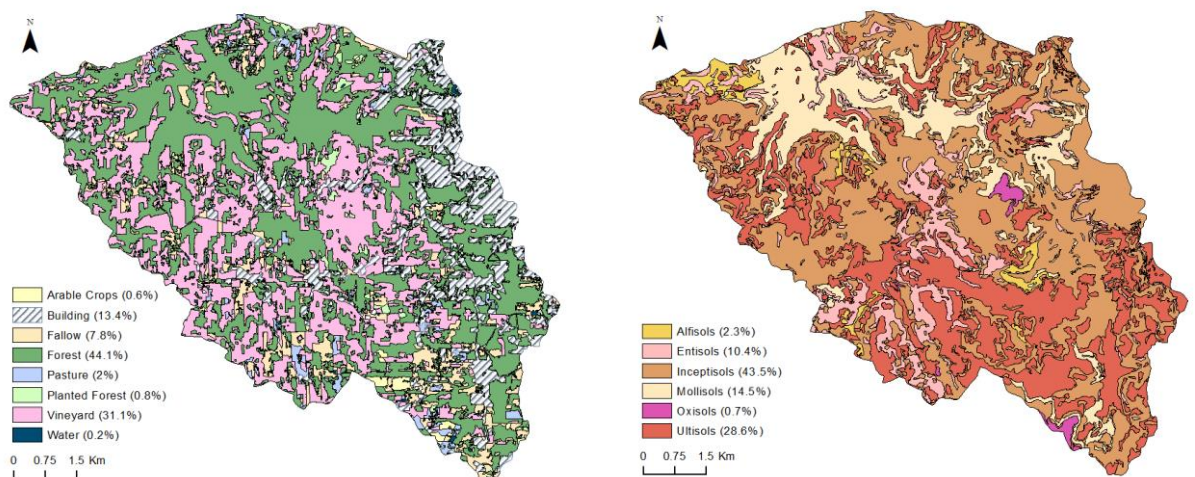 N
Arable Crops (0.6%)
Building (13.4%)
Fallow (7.8%)
Forest (44.1%)
Pasture (2%)
Planted Forest (0.8%)
Vineyard (31.1%)
Water (0.2%)
0 0.75 1.5 Km
N
Alfisols (2.3%)
Entisols (10.4%)
Inceptisols (43.5%)
Mollisols (14.5%)
Oxisols (0.7%)
Ultisols (28.6%)
0 0.75 1.5 Km